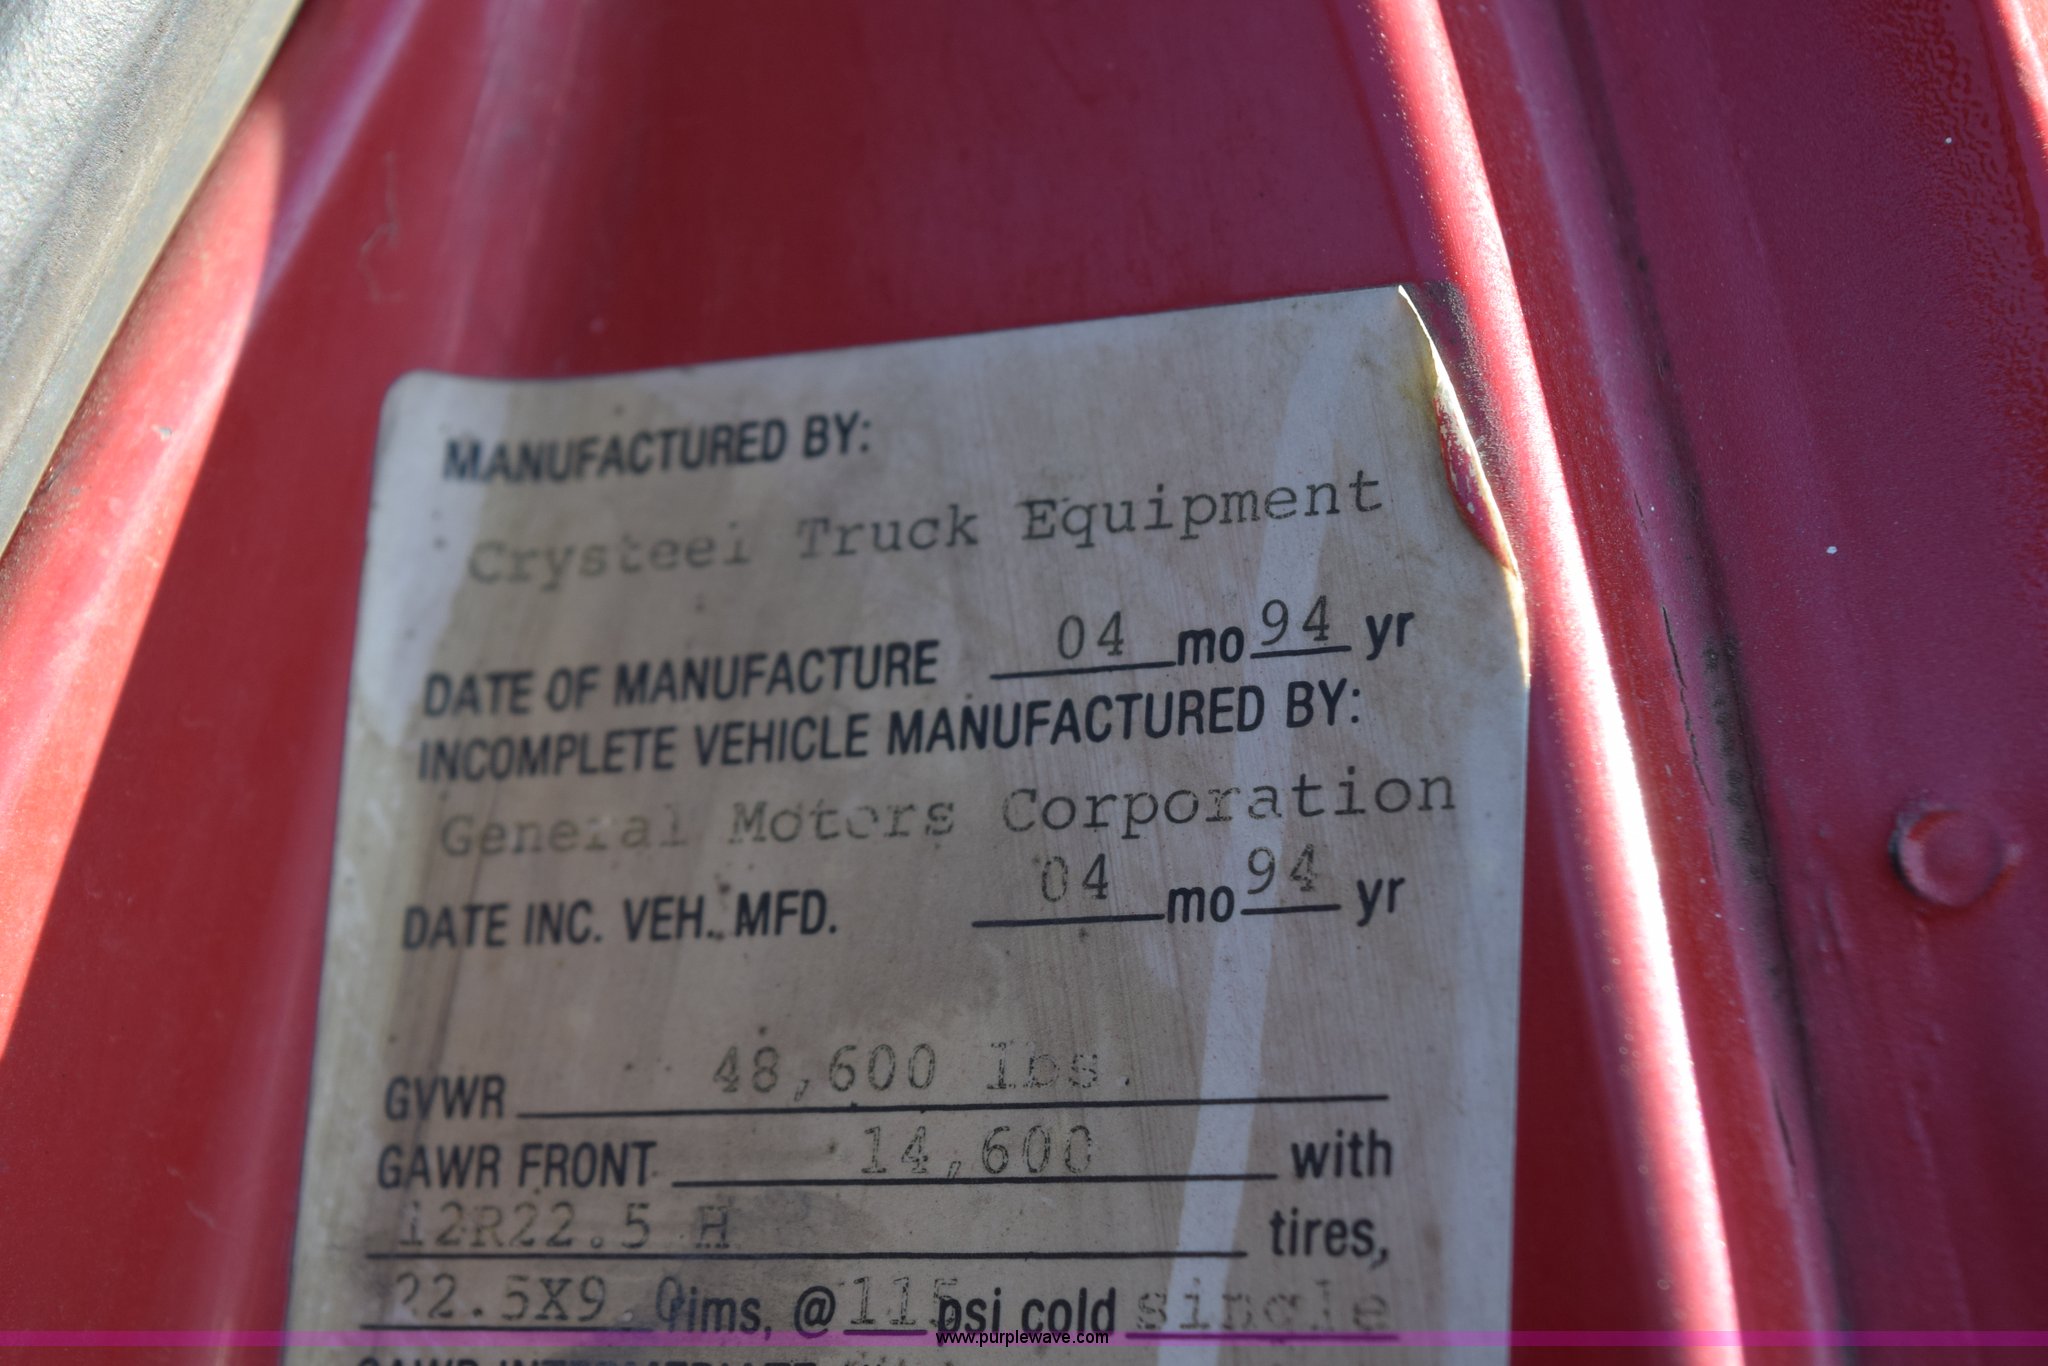 MANUFACTURED BY:
Crysteel Truck Equipment
DATE OF MANUFACTURE 04 mo 94 yr
INCOMPLETE VEHICLE MANUFACTURED BY:
General Motors Corporation
DATE INC. VEH. MFD. 04 mo 94 yr
GVWR 48,600 lbs.
GAWR FRONT 14,600 with
12R22.5 H tires,
22.5X9.0 rims, @ 115 psi cold single
www.purplewave.com
GAWR INTERMEDIATE